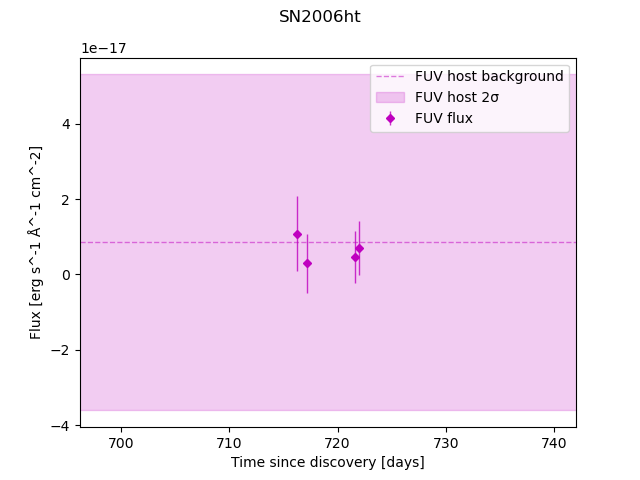 SN2006ht
1e−17
FUV host background
FUV host 2σ
FUV flux
4
2
0
−2
−4
Flux [erg s^-1 Å^-1 cm^-2]
700 710 720 730 740
Time since discovery [days]